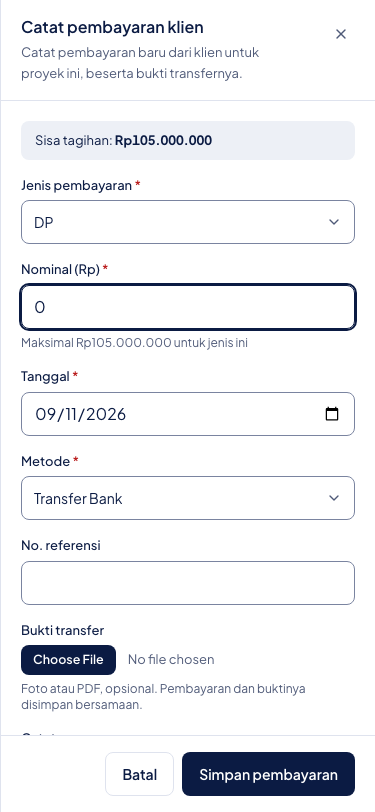 Catat pembayaran klien
Catat pembayaran baru dari klien untuk
proyek ini, beserta bukti transfernya.
Sisa tagihan: Rp105.000.000
Jenis pembayaran *
DP
Nominal (Rp) *
0
Maksimal Rp105.000.000 untuk jenis ini
Tanggal *
09/11/2026
Metode *
Transfer Bank
No. referensi
Bukti transfer
Choose File No file chosen
Foto atau PDF, opsional. Pembayaran dan buktinya
disimpan bersamaan.
Batal
Simpan pembayaran